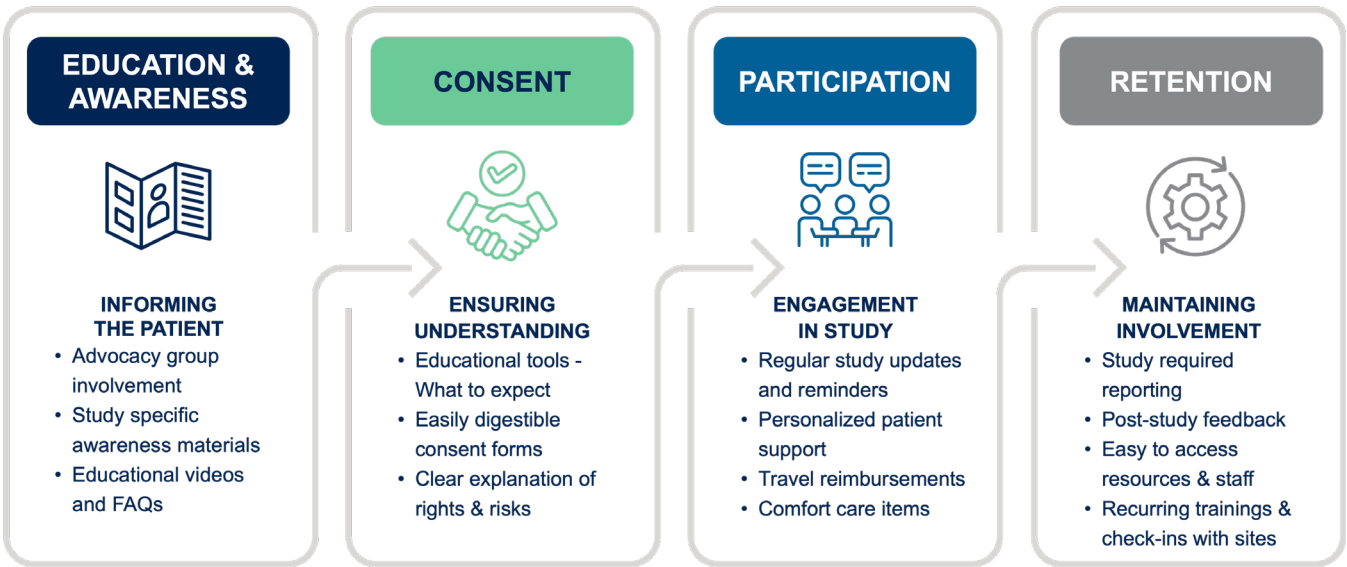 EDUCATION &
AWARENESS
INFORMING
THE PATIENT
• Advocacy group
involvement
• Study specific
awareness materials
• Educational videos
and FAQs
CONSENT
ENSURING
UNDERSTANDING
• Educational tools -
What to expect
• Easily digestible
consent forms
• Clear explanation of
rights & risks
PARTICIPATION
ENGAGEMENT
IN STUDY
• Regular study updates
and reminders
• Personalized patient
support
• Travel reimbursements
• Comfort care items
RETENTION
MAINTAINING
INVOLVEMENT
• Study required
reporting
• Post-study feedback
• Easy to access
resources & staff
• Recurring trainings &
check-ins with sites